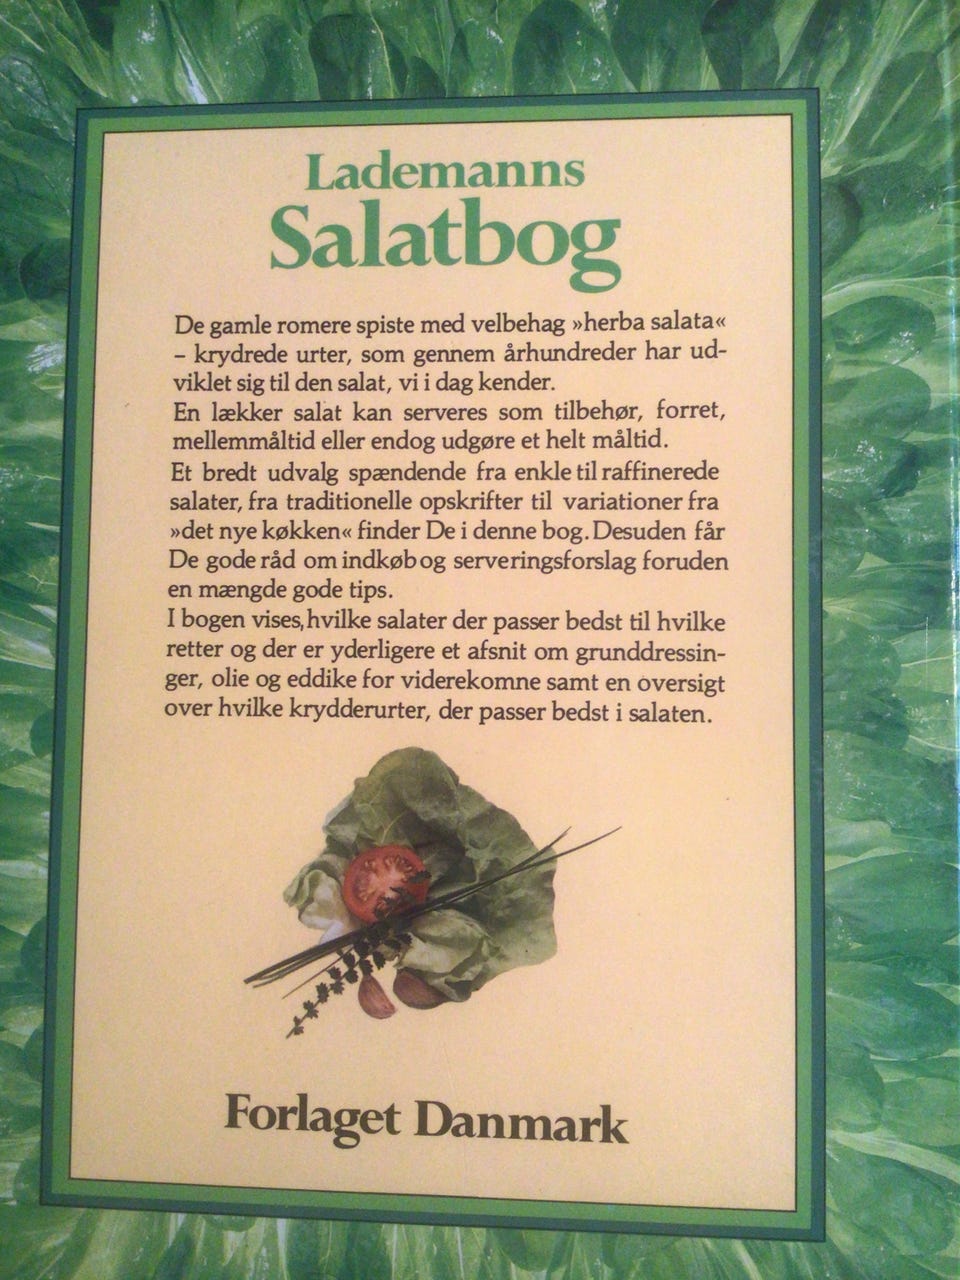 Lademanns
Salatbog
De gamle romere spiste med velbehag »herba salata«
– krydrede urter, som gennem århundreder har ud-
viklet sig til den salat, vi i dag kender.
En lækker salat kan serveres som tilbehør, forret,
mellemmåltid eller endog udgøre et helt måltid.
Et bredt udvalg spændende fra enkle til raffinerede
salater, fra traditionelle opskrifter til variationer fra
»det nye køkken« finder De i denne bog. Desuden får
De gode råd om indkøb og serveringsforslag foruden
en mængde gode tips.
I bogen vises, hvilke salater der passer bedst til hvilke
retter og der er yderligere et afsnit om grunddressin-
ger, olie og eddike for viderekomne samt en oversigt
over hvilke krydderurter, der passer bedst i salaten.
Forlaget Danmark